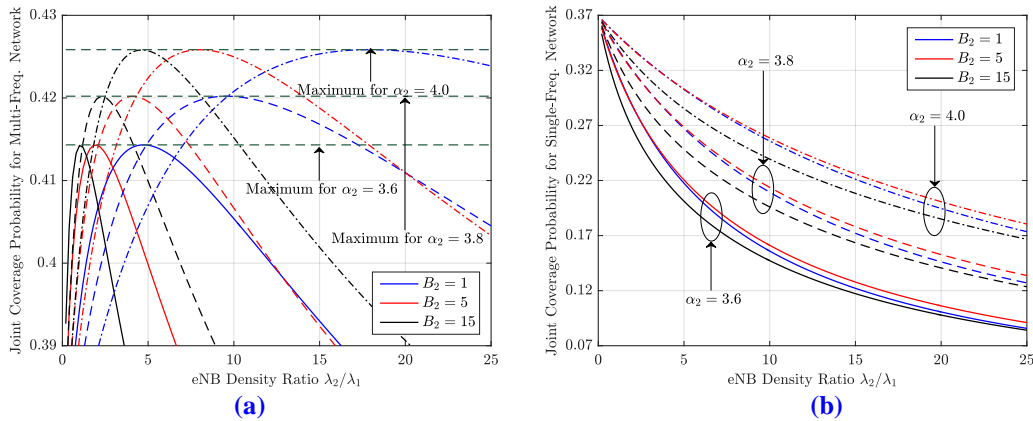 Joint Coverage Probability for Multi-Freq. Network
0.43
0.42
0.41
0.4
0.39
Maximum for α₂ = 4.0
Maximum for α₂ = 3.6
Maximum for α₂ = 3.8
B₂ = 1
B₂ = 5
B₂ = 15
0 5 10 15 20 25
eNB Density Ratio λ₂/λ₁
(a)
Joint Coverage Probability for Single-Freq. Network
0.37
0.32
0.27
0.22
0.17
0.12
0.07
B₂ = 1
B₂ = 5
B₂ = 15
α₂ = 3.8
α₂ = 4.0
α₂ = 3.6
0 5 10 15 20 25
eNB Density Ratio λ₂/λ₁
(b)